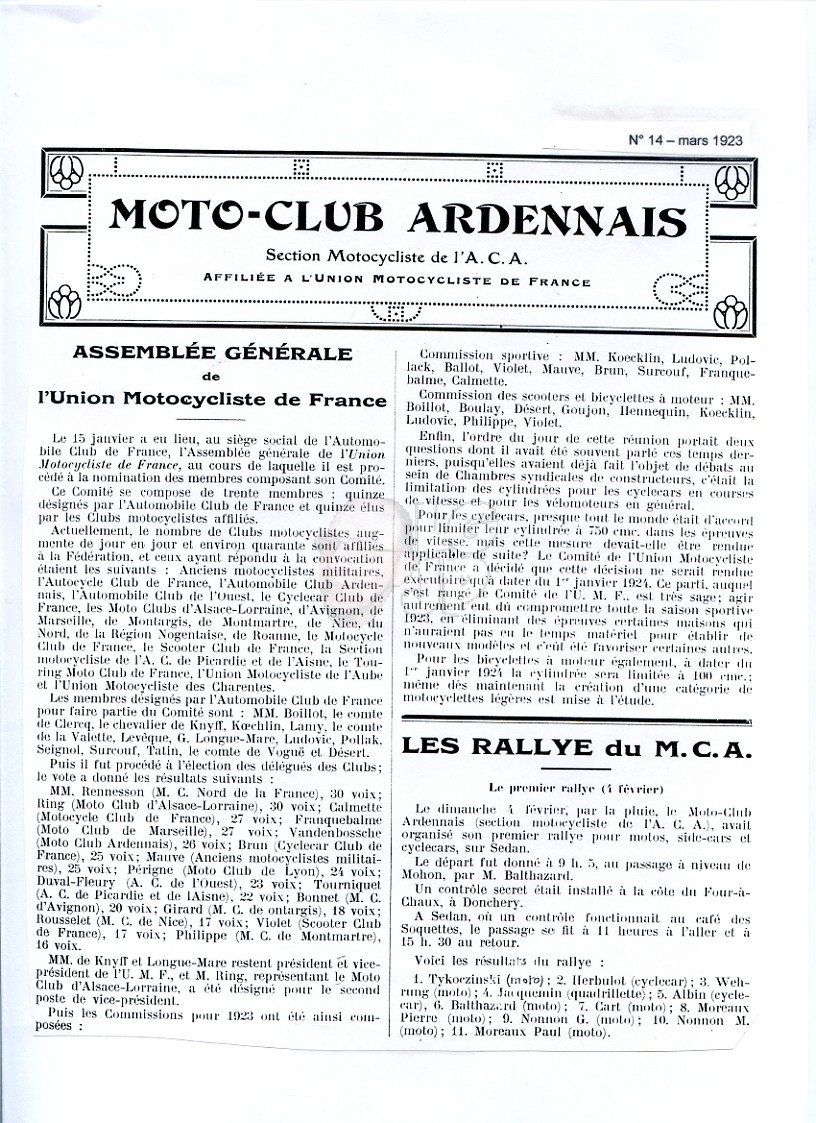 N° 14 – mars 1923
MOTO-CLUB ARDENNAIS
Section Motocycliste de l'A.C.A.
AFFILIÉE A L'UNION MOTOCYCLISTE DE FRANCE
ASSEMBLÉE GÉNÉRALE
de
l'Union Motocycliste de France
Le 15 janvier a eu lieu, au siège social de l'Automo-
bile Club de France, l'Assemblée générale de l'Union
Motocycliste de France, au cours de laquelle il est pro-
cédé à la nomination des membres composant son Comité.
Ce Comité se compose de trente membres : quinze
désignés par l'Automobile Club de France et quinze élus
par les Clubs motocyclistes affiliés.
Actuellement, le nombre de Clubs motocyclistes aug-
mente de jour en jour et environ quarante sont affiliés
à la Fédération, et ceux ayant répondu à la convocation
étaient les suivants : Anciens motocyclistes militaires,
l'Autocycle Club de France, l'Automobile Club Arden-
nais, l'Automobile Club de l'Ouest, le Cyclecar Club de
France, les Moto Clubs d'Alsace-Lorraine, d'Avignon, de
Marseille, de Montargis, de Montmartre, de Nice, du
Nord, de la Région Nogentaise, de Roanne, le Motocycle
Club de France, le Scooter Club de France, la Section
motocycliste de l'A. C. de Picardie et de l'Aisne, le Tou-
ring Moto Club de France, l'Union Motocycliste de l'Aube
et l'Union Motocycliste des Charentes.
Les membres désignés par l'Automobile Club de France
pour faire partie du Comité sont : MM. Boillot, le comte
de Clercq, le chevalier de Knyff, Kœchlin, Lamy, le comte
de la Valette, Levèque, G. Longue-Mare, Ludovic, Pollak,
Seignol, Surcouf, Tatin, le comte de Voguë et Désert.
Puis il fut procédé à l'élection des délégués des Clubs;
le vote a donné les résultats suivants :
MM. Rennesson (M. C. Nord de la France), 30 voix;
Ring (Moto Club d'Alsace-Lorraine), 30 voix; Calmette
(Motocycle Club de France), 27 voix; Franquebalme
(Moto Club de Marseille), 27 voix; Vandenbossche
(Moto Club Ardennais), 26 voix; Brun (Cyclecar Club de
France), 25 voix; Mauve (Anciens motocyclistes militai-
res), 25 voix; Périgne (Moto Club de Lyon), 24 voix;
Duval-Fleury (A. C. de l'Ouest), 23 voix; Tourniquet
(A. C. de Picardie et de lAisne), 22 voix; Bonnet (M. C.
d'Avignon), 20 voix; Girard (M. C. de ontargis), 18 voix;
Rousselet (M. C. de Nice), 17 voix; Violet (Scooter Club
de France), 17 voix; Philippe (M. C. de Montmartre),
16 voix.
MM. de Knyff et Longue-Mare restent président et vice-
président de l'U. M. F., et M. Ring, représentant le Moto
Club d'Alsace-Lorraine, a été désigné pour le second
poste de vice-président.
Puis les Commissions pour 1923 ont été ainsi com-
posées :
Commission sportive : MM. Koecklin, Ludovic, Pol-
lack, Ballot, Violet, Mauve, Brun, Surcouf, Franque-
balme, Calmette.
Commission des scooters et bicyclettes à moteur : MM.
Boillot, Boulay, Désert, Goujon, Hennequin, Koecklin,
Ludovic, Philippe, Violet.
Enfin, l'ordre du jour de cette réunion portait deux
questions dont il avait été souvent parlé ces temps der-
niers, puisqu'elles avaient déjà fait l'objet de débats au
sein de Chambres syndicales de constructeurs, c'était la
limitation des cylindrées pour les cyclecars en courses
de vitesse et pour les vélomoteurs en général.
Pour les cyclecars, presque tout le monde était d'accord
pour limiter leur cylindrée à 750 cmc. dans les épreuves
de vitesse, mais cette mesure devait-elle être rendue
applicable de suite? Le Comité de l'Union Motocycliste
de France a décidé que cette décision ne serait rendue
exécutoire qu'à dater du 1er janvier 1924. Ce parti, auquel
s'est rangé le Comité de l'U. M. F., est très sage; agir
autrement eut dû compromettre toute la saison sportive
1923, en éliminant des épreuves certaines maisons qui
n'auraient pas eu le temps matériel pour établir de
nouveaux modèles et c'eût été favoriser certaines autres.
Pour les bicyclettes à moteur également, à dater du
1er janvier 1924 la cylindrée sera limitée à 100 cmc.;
même dès maintenant la création d'une catégorie de
motocyclettes légères est mise à l'étude.
LES RALLYE du M.C.A.
Le premier rallye (4 février)
Le dimanche 4 février, par la pluie, le Moto-Club
Ardennais (section motocycliste de l'A. C. A.), avait
organisé son premier rallye pour motos, side-cars et
cyclecars, sur Sedan.
Le départ fut donné à 9 h. 5, au passage à niveau de
Mohon, par M. Balthazard.
Un contrôle secret était installé à la côte du Four-à-
Chaux, à Donchery.
A Sedan, où un contrôle fonctionnait au café des
Soquettes, le passage se fit à 11 heures à l'aller et à
15 h. 30 au retour.
Voici les résultats du rallye :
1. Tykoczinski (moto); 2. Herbulot (cyclecar); 3. Weh-
rung (moto); 4. Jacquemin (quadrillette); 5. Albin (cycle-
car), 6. Balthazard (moto); 7. Cart (moto); 8. Moreaux
Pierre (moto); 9. Nonnon G. (moto); 10. Nonnon M.
(moto); 11. Moreaux Paul (moto).